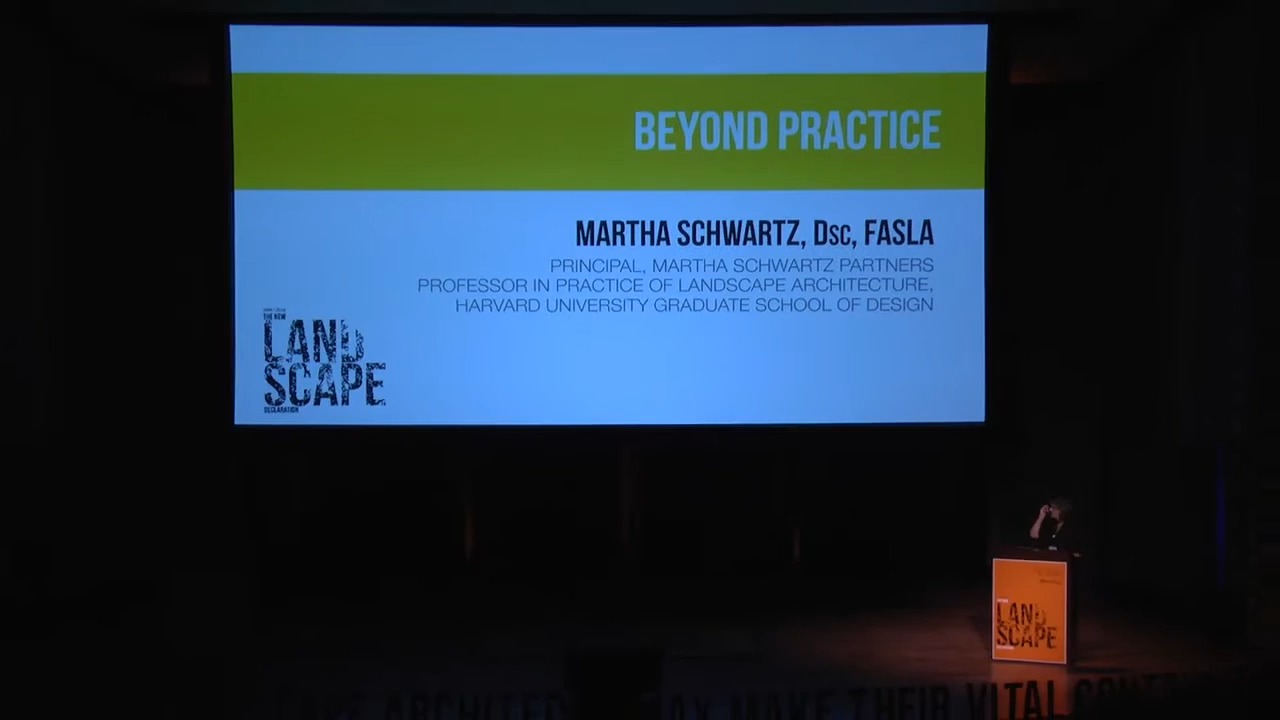 BEYOND PRACTICE
MARTHA SCHWARTZ, DSC, FASLA
PRINCIPAL, MARTHA SCHWARTZ PARTNERS
PROFESSOR IN PRACTICE OF LANDSCAPE ARCHITECTURE,
HARVARD UNIVERSITY GRADUATE SCHOOL OF DESIGN
THE NEW
LAND
SCAPE
DECLARATION
LAND
SCAPE
MAKE THEIR VITAL